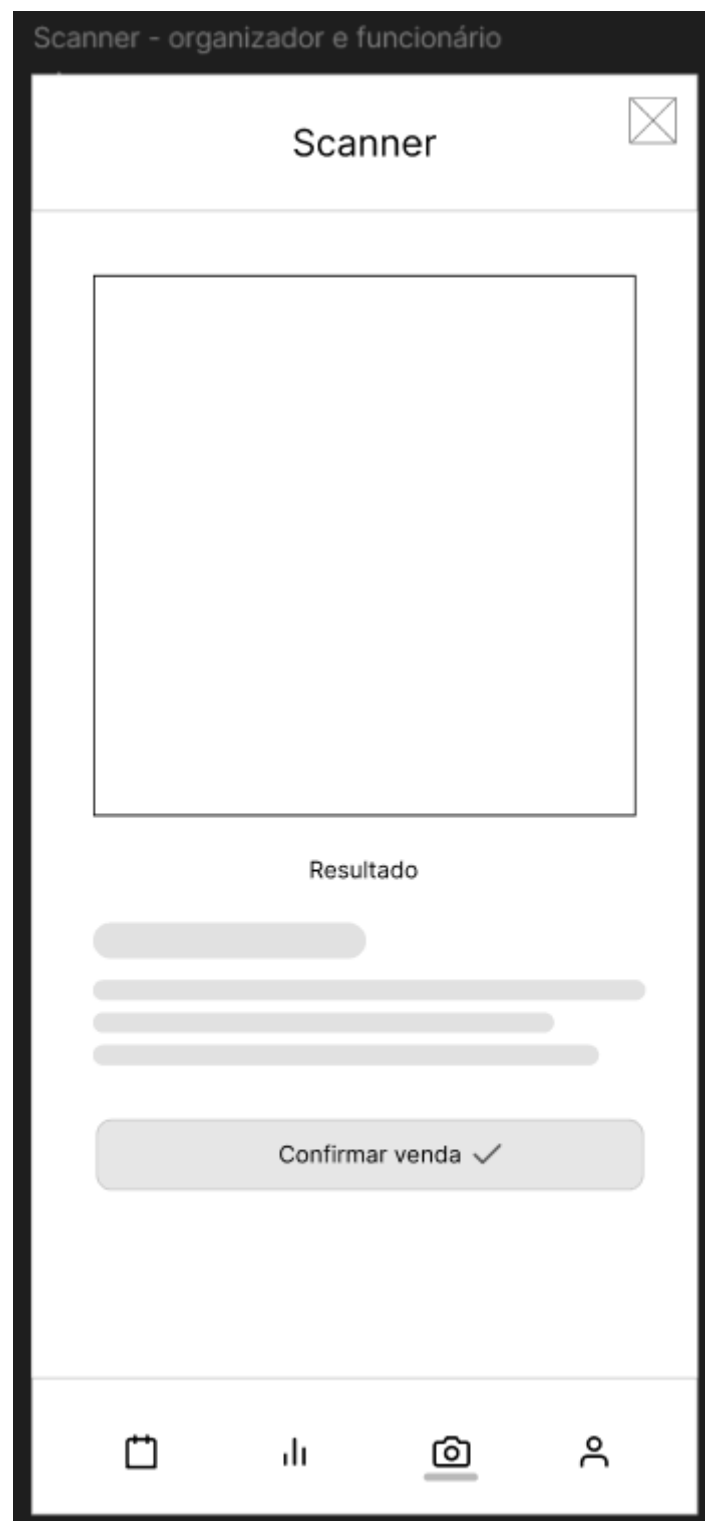 Scanner - organizador e funcionário
Scanner
Resultado
Confirmar venda